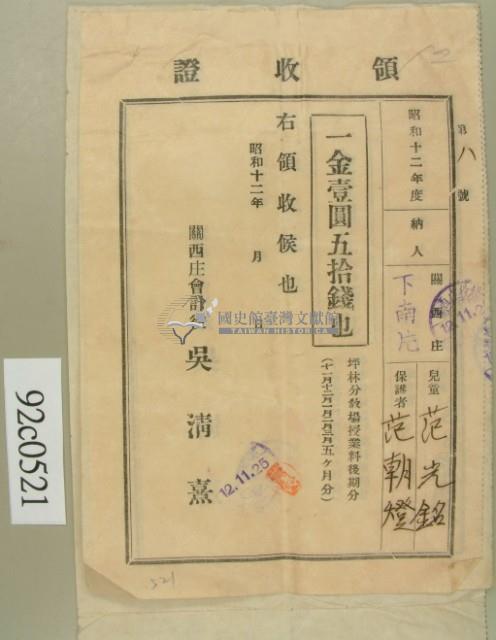 領收證
第八號
昭和十二年度
納人
關西庄
下南片
兒童 范光銘
保護者 范朝燈
一金壹圓五拾錢也
坪林分教場授業料後期分
(十一月十二月一月二月三月五ヶ月分)
右領收候也
昭和十二年 月 日
關西庄會計役 吳清熹
12.11.25
12.11.2
國史館臺灣文獻館
TAIWAN HISTORICA
92c0521
521